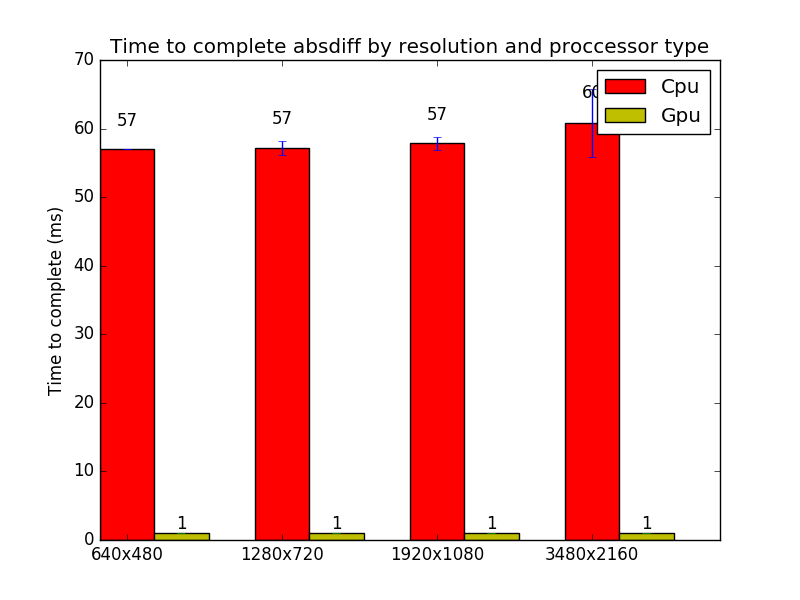 Time to complete absdiff by resolution and proccessor type
Time to complete (ms)
70
60
50
40
30
20
10
0
57
57
57
1
1
1
1
640x480
1280x720
1920x1080
3480x2160
Cpu
Gpu